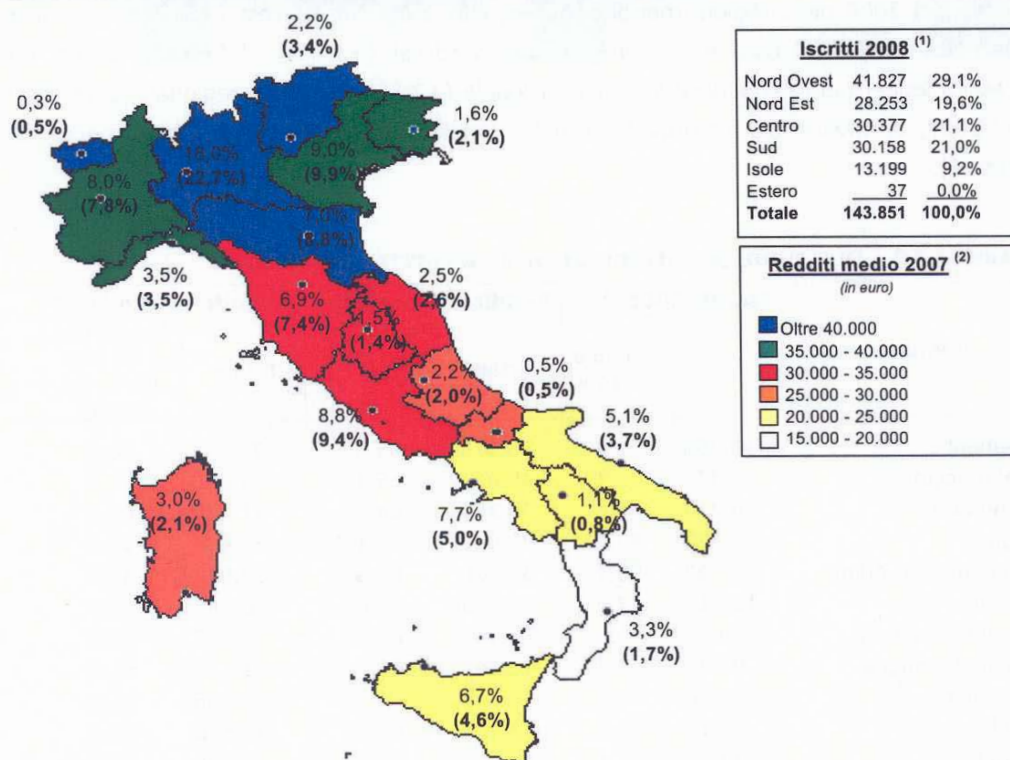 2,2%
(3,4%)
0,3%
(0,5%)
1,6%
(2,1%)
18,0%
(22,7%)
9,0%
(9,9%)
8,0%
(7,8%)
7,0%
(8,8%)
3,5%
(3,5%)
2,5%
(2,6%)
6,9%
(7,4%)
1,5%
(1,4%)
2,2%
(2,0%)
0,5%
(0,5%)
8,8%
(9,4%)
5,1%
(3,7%)
3,0%
(2,1%)
7,7%
(5,0%)
1,1%
(0,8%)
3,3%
(1,7%)
6,7%
(4,6%)
Iscritti 2008 (1)
Nord Ovest 41.827 29,1%
Nord Est 28.253 19,6%
Centro 30.377 21,1%
Sud 30.158 21,0%
Isole 13.199 9,2%
Estero 37 0,0%
Totale 143.851 100,0%
Redditi medio 2007 (2)
(in euro)
Oltre 40.000
35.000 - 40.000
30.000 - 35.000
25.000 - 30.000
20.000 - 25.000
15.000 - 20.000